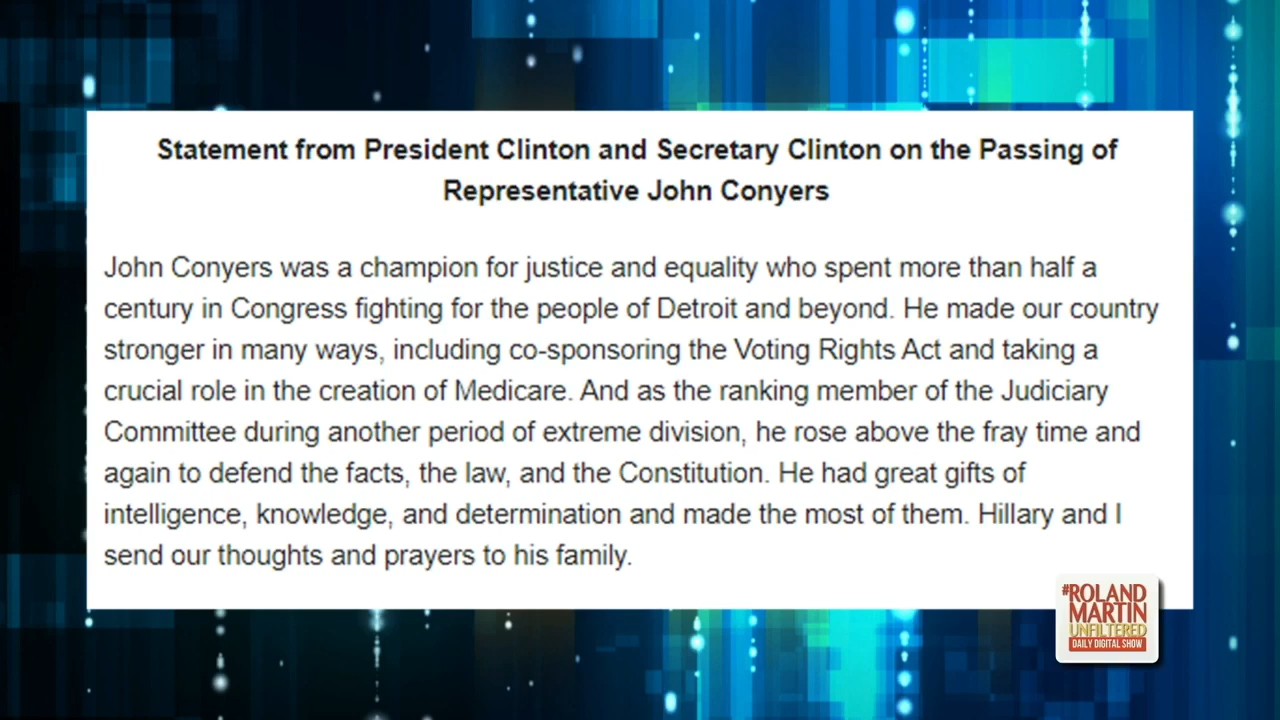 Statement from President Clinton and Secretary Clinton on the Passing of
Representative John Conyers
John Conyers was a champion for justice and equality who spent more than half a
century in Congress fighting for the people of Detroit and beyond. He made our country
stronger in many ways, including co-sponsoring the Voting Rights Act and taking a
crucial role in the creation of Medicare. And as the ranking member of the Judiciary
Committee during another period of extreme division, he rose above the fray time and
again to defend the facts, the law, and the Constitution. He had great gifts of
intelligence, knowledge, and determination and made the most of them. Hillary and I
send our thoughts and prayers to his family.
#ROLAND
MARTIN
UNFILTERED
DAILY DIGITAL SHOW